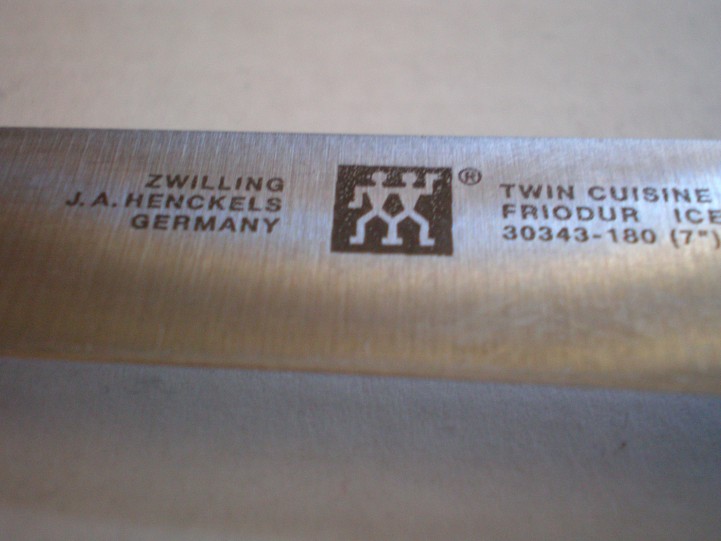 ZWILLING
J.A. HENCKELS
GERMANY
®
TWIN CUISINE
FRIODUR ICE
30343-180 (7")